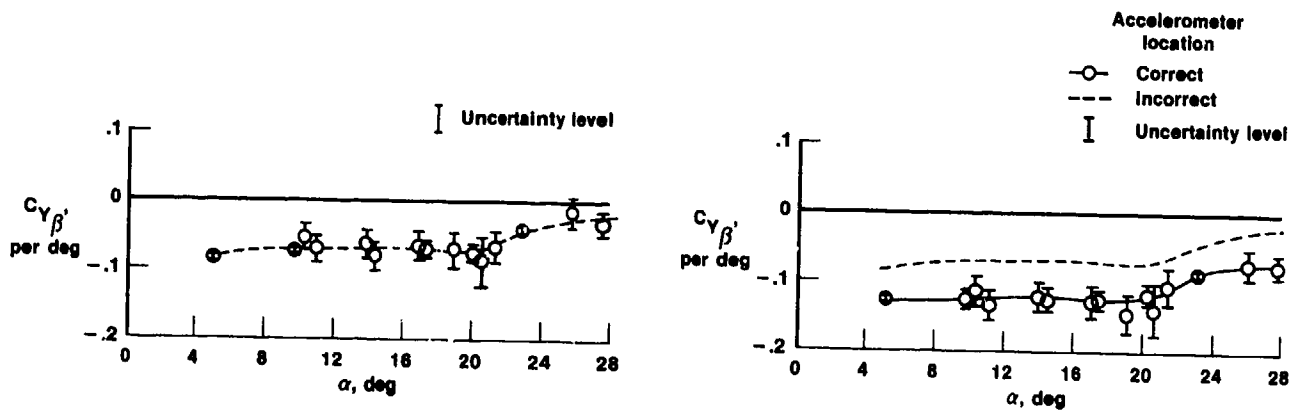 Uncertainty level
.1
0
C Y β,
per deg
-.1
-.2
0 4 8 12 16 20 24 28
α, deg
Accelerometer
location
Correct
Incorrect
Uncertainty level
.1
0
C Y β,
per deg
-.1
-.2
0 4 8 12 16 20 24 28
α, deg